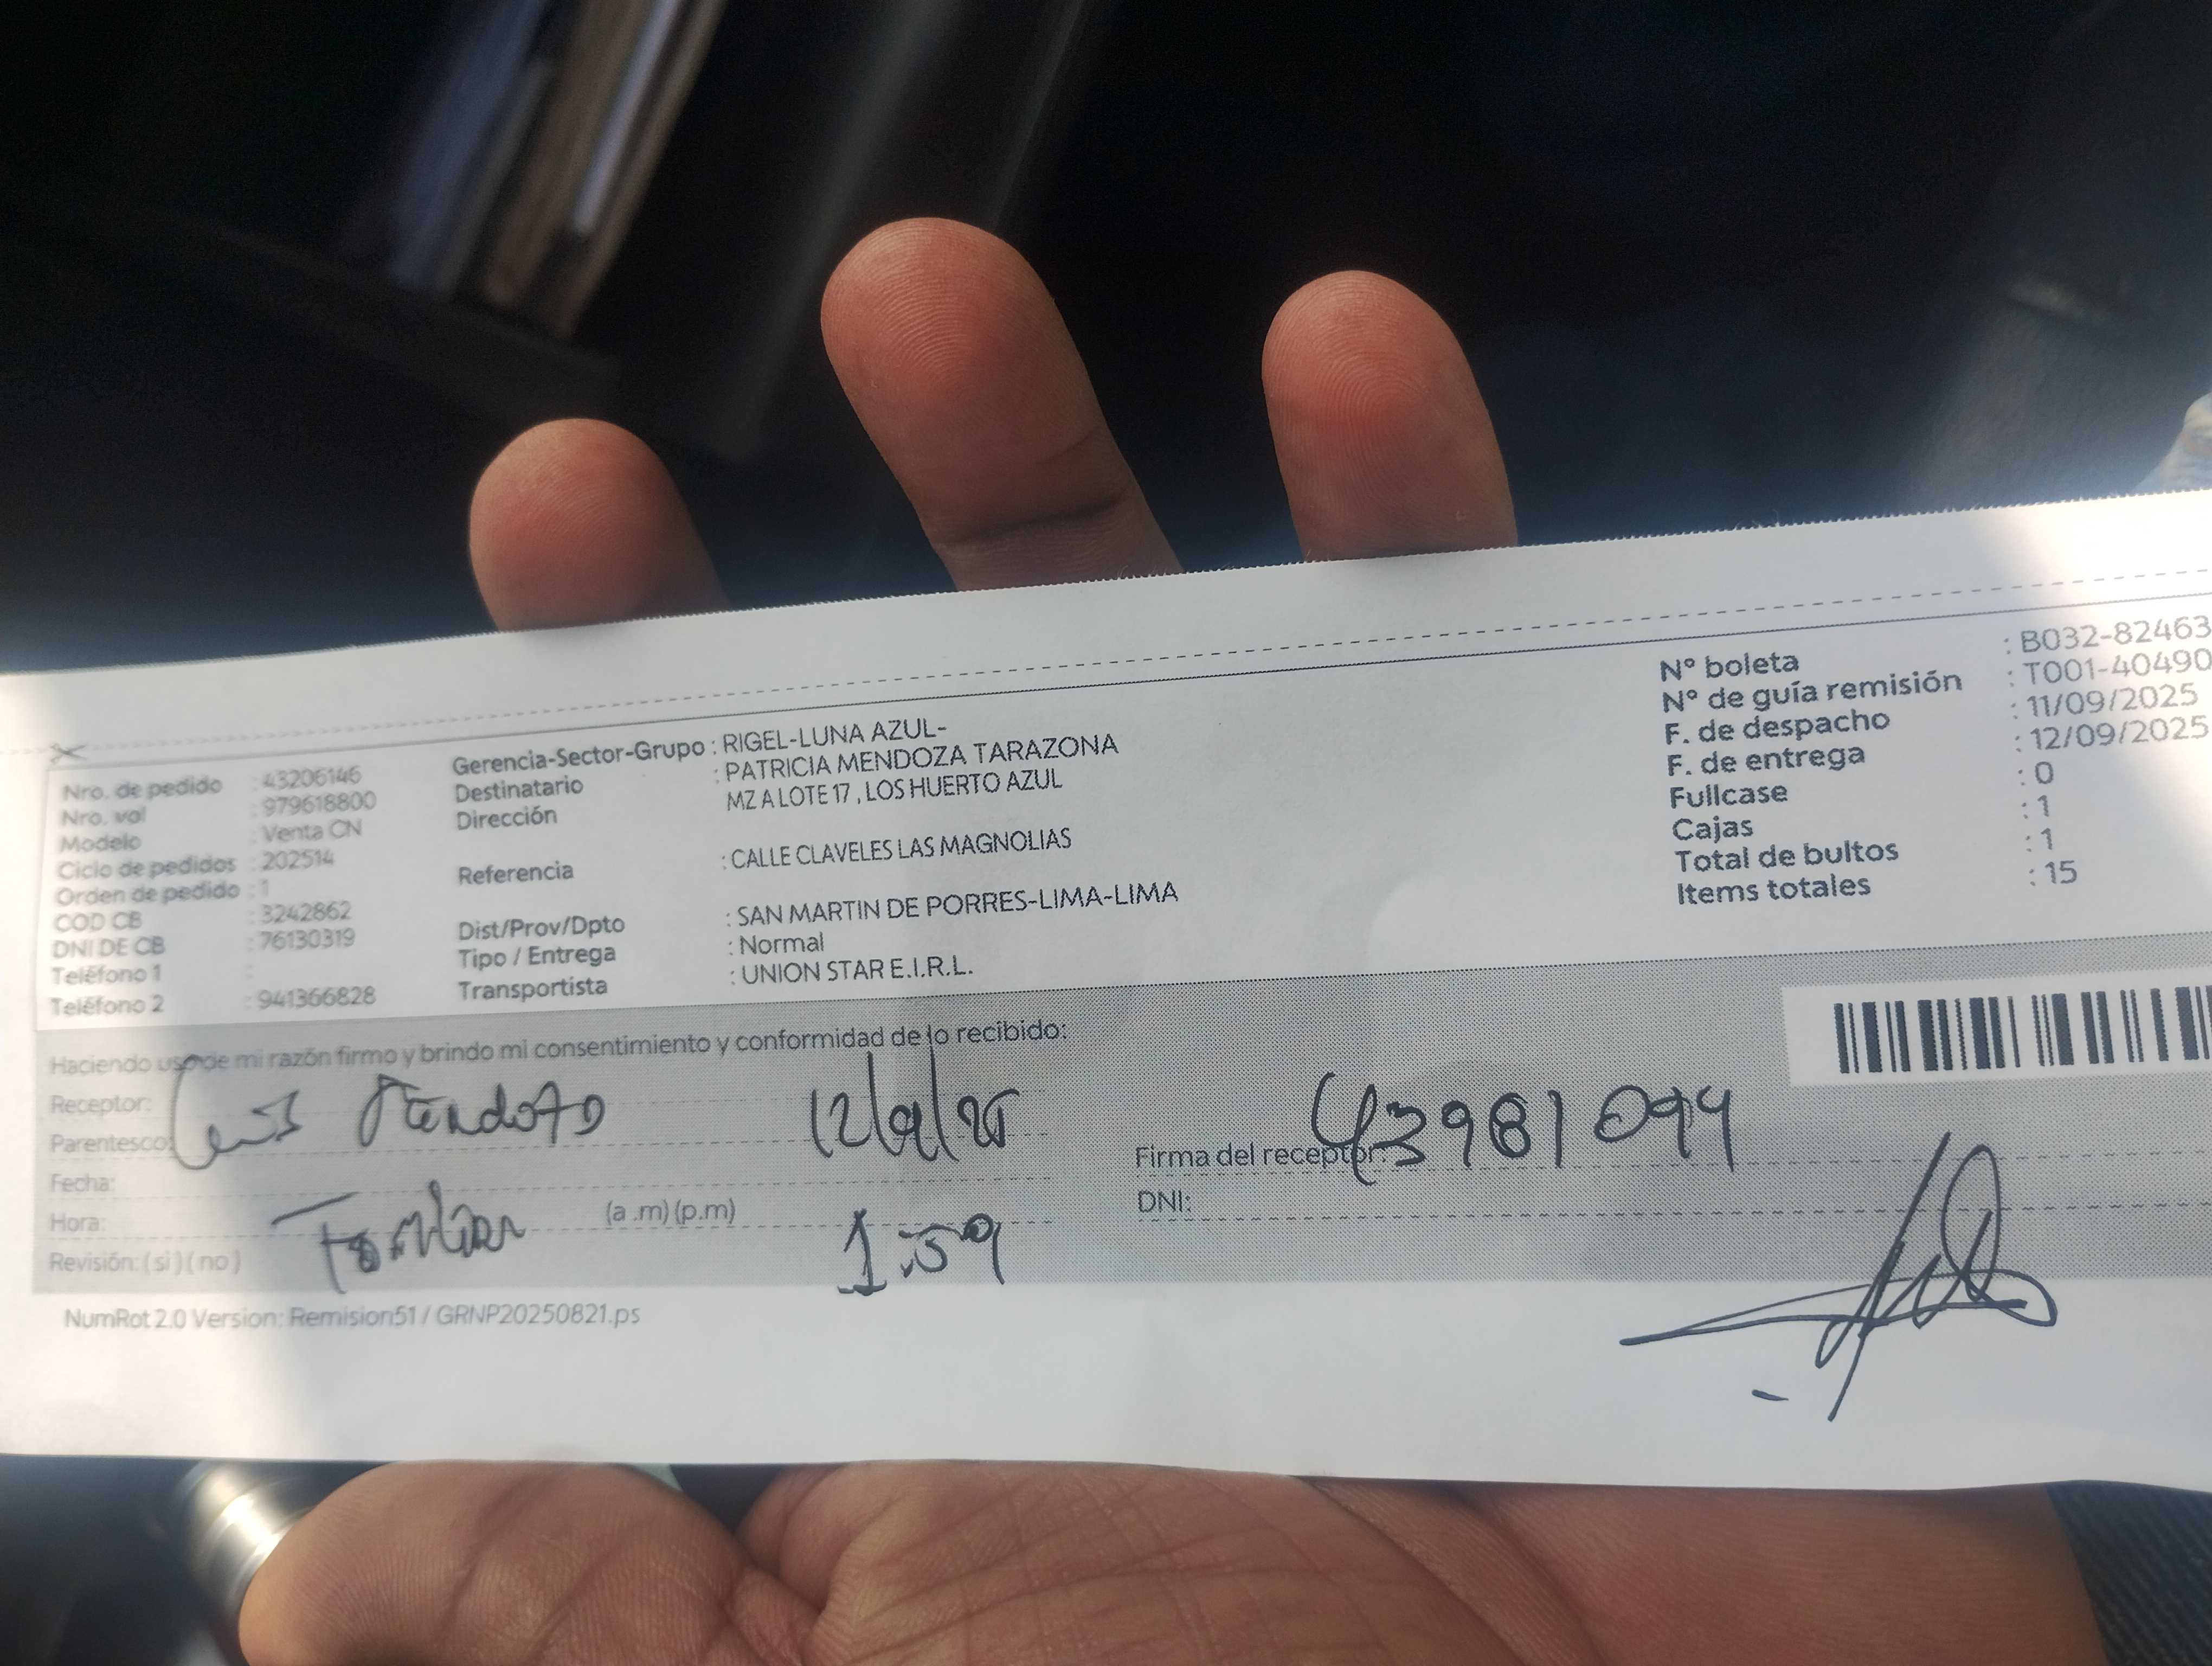 Nro. de pedido : 43206146
Nro. vol : 979618800
Modelo : Venta CN
Ciclo de pedidos : 202514
Orden de pedido : 1
COD CB : 3242862
DNI DE CB : 76130319
Teléfono 1 :
Teléfono 2 : 941366828
Gerencia-Sector-Grupo : RIGEL-LUNA AZUL-
Destinatario : PATRICIA MENDOZA TARAZONA
Dirección MZ A LOTE 17 , LOS HUERTO AZUL
Referencia : CALLE CLAVELES LAS MAGNOLIAS
Dist/Prov/Dpto : SAN MARTIN DE PORRES-LIMA-LIMA
Tipo / Entrega : Normal
Transportista : UNION STAR E.I.R.L.
N° boleta : B032-82463
N° de guía remisión : T001-40490
F. de despacho : 11/09/2025
F. de entrega : 12/09/2025
Fullcase : 0
Cajas : 1
Total de bultos : 1
Items totales : 15
Haciendo uso de mi razón firmo y brindo mi consentimiento y conformidad de lo recibido:
Receptor: Luis Mendoza 12/9/25
Parentesco:
Fecha:
Hora: (a .m) (p.m)
Revisión: ( si ) ( no ) Familiar 1:59
Firma del receptor: 43981094
DNI:
NumRot 2.0 Version: Remision51 / GRNP20250821.ps